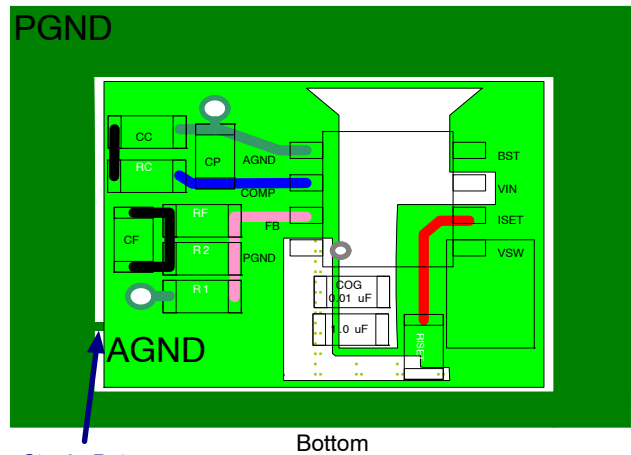 PGND
CC
RC
CP
AGND
BST
COMP
VIN
RF
FB
ISET
CF
R 2
PGND
VSW
R 1
COG
0.01 uF
1.0 uF
AGND
Bottom